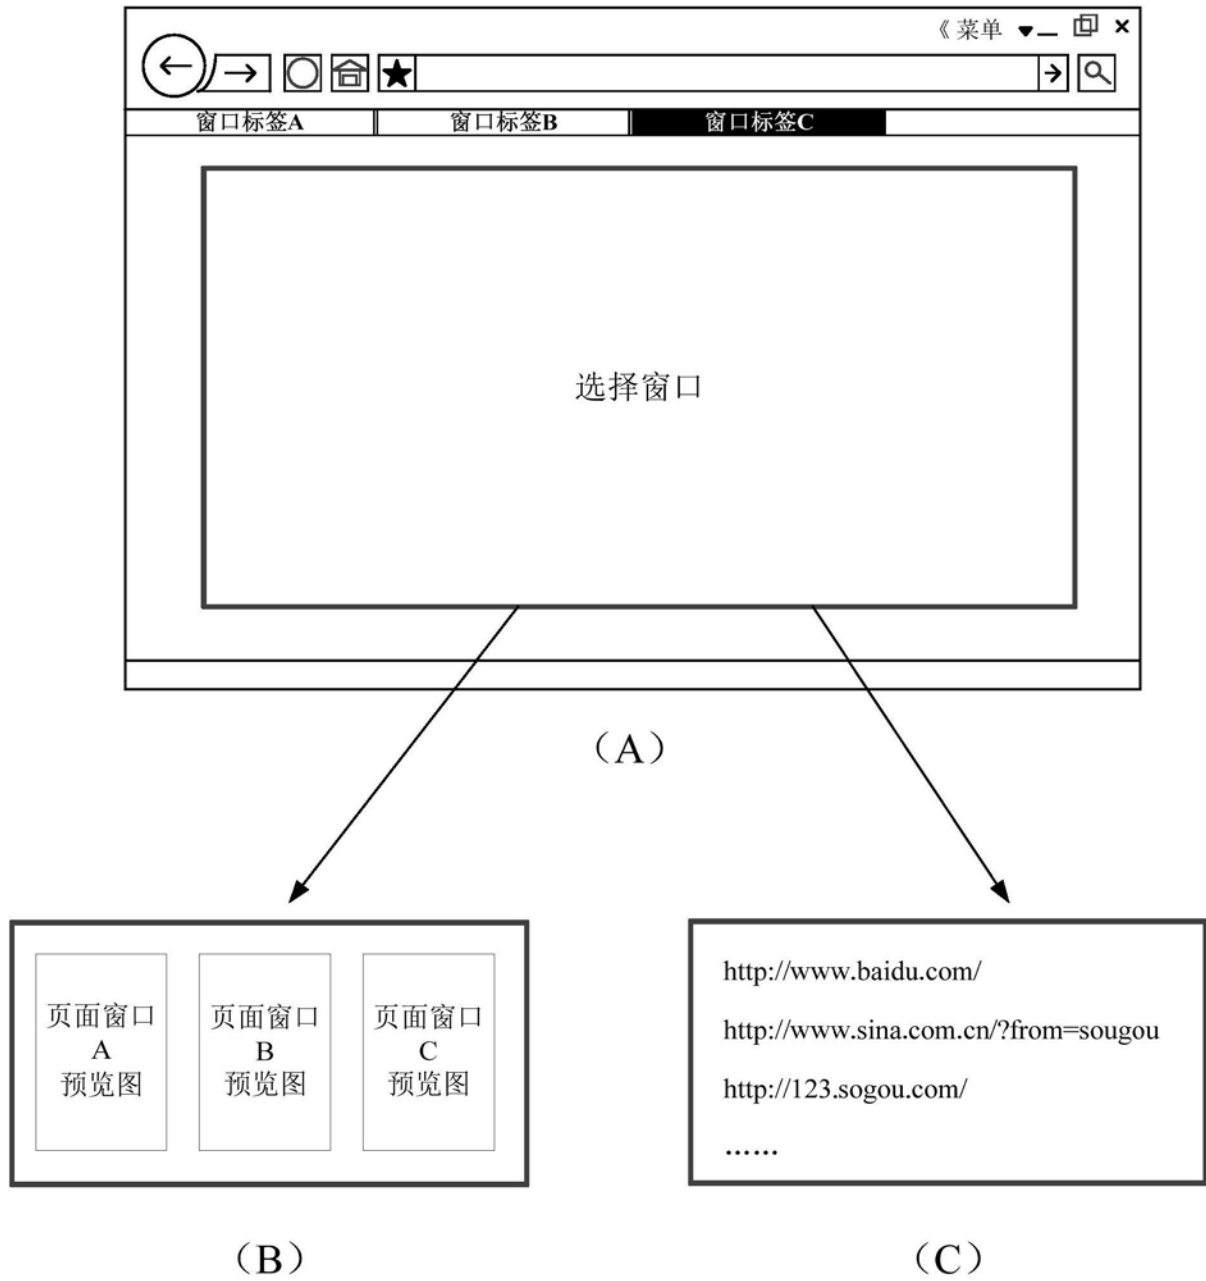 《 菜单
窗口标签A 窗口标签B 窗口标签C
选择窗口
（A）
页面窗口
A
预览图
页面窗口
B
预览图
页面窗口
C
预览图
（B）
http://www.baidu.com/
http://www.sina.com.cn/?from=sougou
http://123.sogou.com/
……
（C）